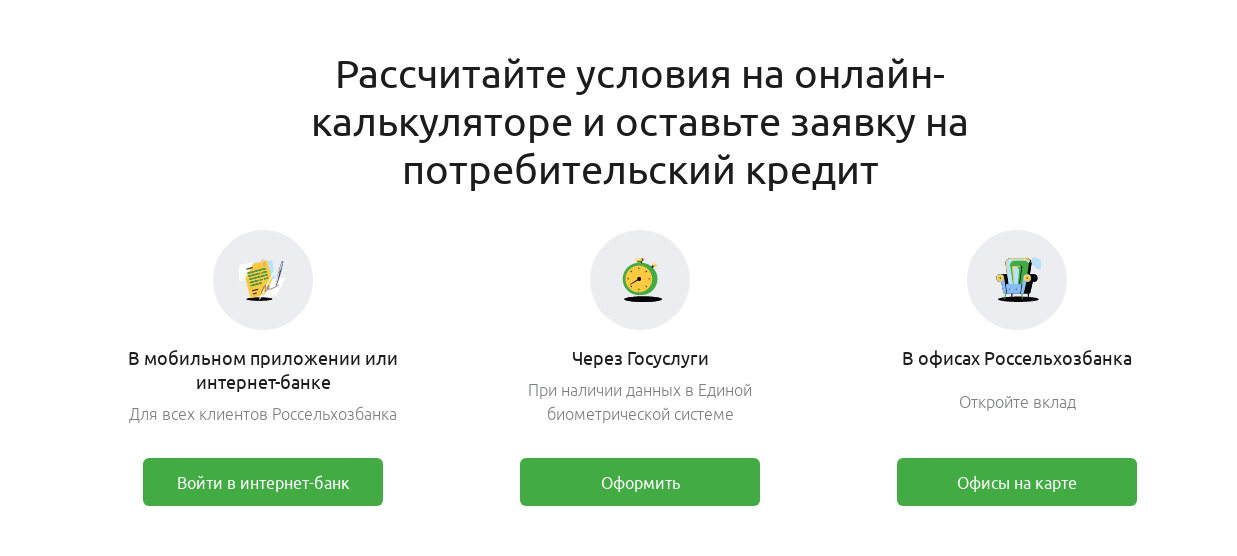 Рассчитайте условия на онлайн-
калькуляторе и оставьте заявку на
потребительский кредит
В мобильном приложении или
интернет-банке
Для всех клиентов Россельхозбанка
Войти в интернет-банк
Через Госуслуги
При наличии данных в Единой
биометрической системе
Оформить
В офисах Россельхозбанка
Откройте вклад
Офисы на карте